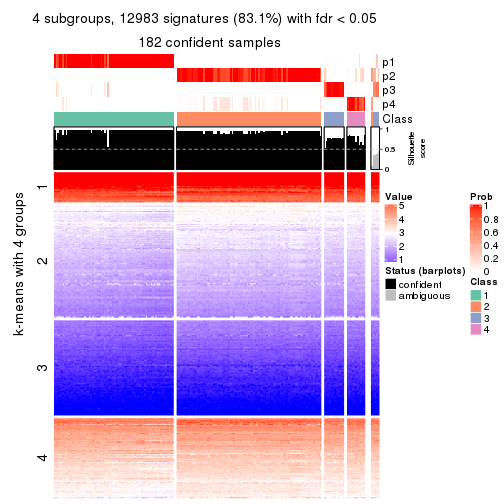 4 subgroups, 12983 signatures (83.1%) with fdr < 0.05
182 confident samples
p1
p2
p3
p4
Class
1
0.5
0
Silhouette
score
k-means with 4 groups
1
2
3
4
Value
5
4
3
2
1
Status (barplots)
confident
ambiguous
Prob
1
0.8
0.6
0.4
0.2
0
Class
1
2
3
4